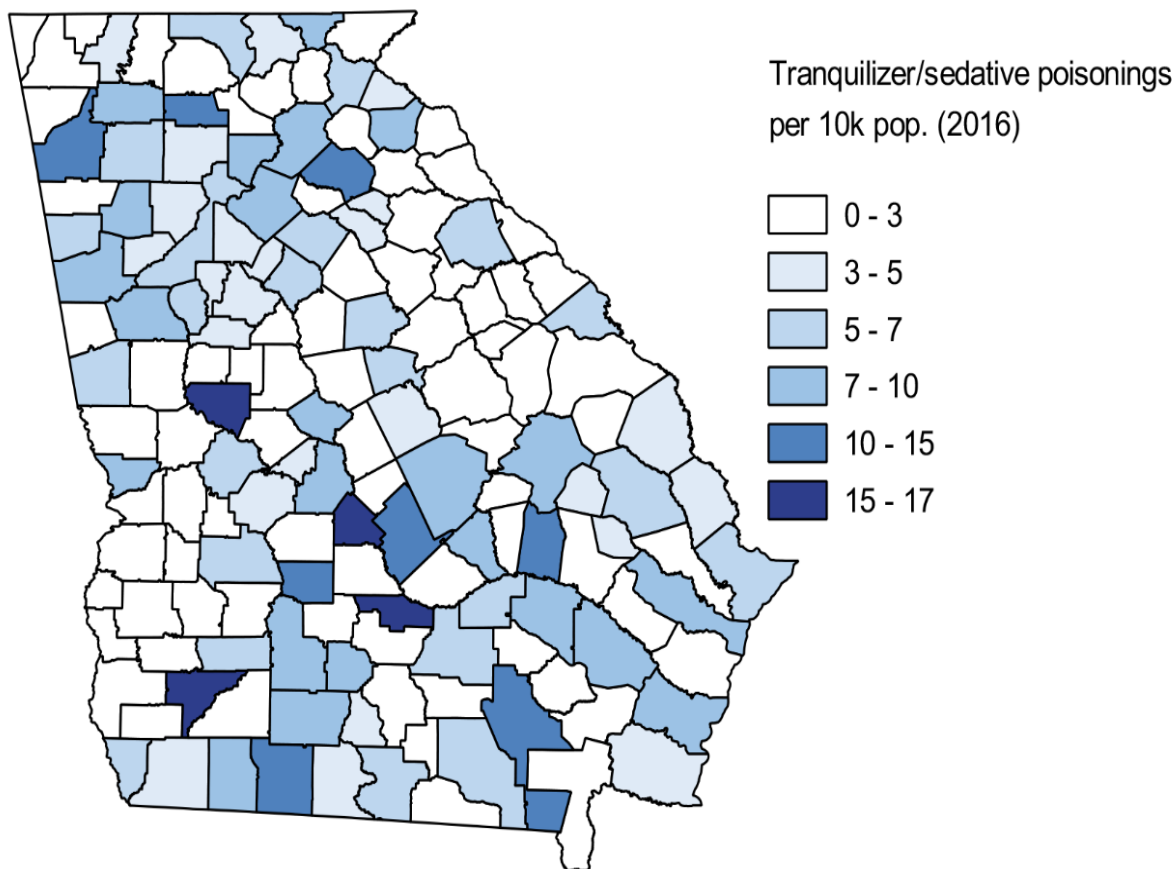 Tranquilizer/sedative poisonings
per 10k pop. (2016)
0 - 3
3 - 5
5 - 7
7 - 10
10 - 15
15 - 17